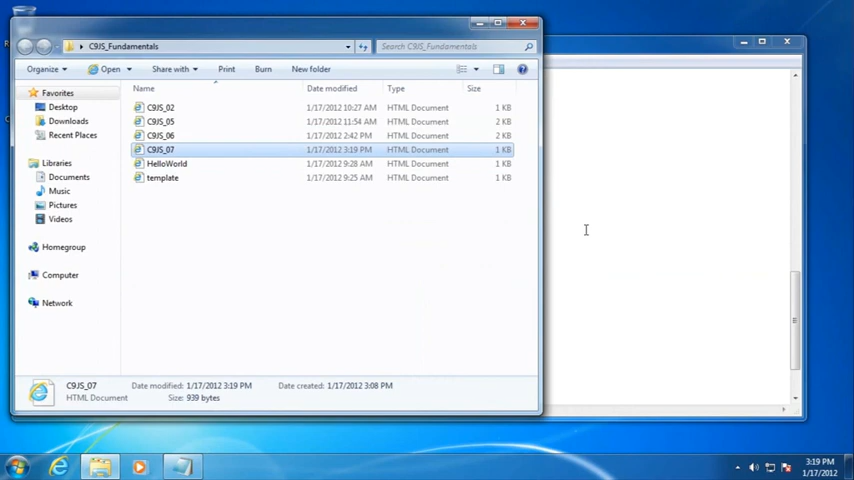 C9JS_Fundamentals
Search C9JS_Fundamentals
Organize Open Share with Print Burn New folder
Favorites
Desktop
Downloads
Recent Places
Libraries
Documents
Music
Pictures
Videos
Homegroup
Computer
Network
Name Date modified Type Size
C9JS_02 1/17/2012 10:27 AM HTML Document 1 KB
C9JS_05 1/17/2012 11:54 AM HTML Document 2 KB
C9JS_06 1/17/2012 2:42 PM HTML Document 2 KB
C9JS_07 1/17/2012 3:19 PM HTML Document 1 KB
HelloWorld 1/17/2012 9:28 AM HTML Document 1 KB
template 1/17/2012 9:25 AM HTML Document 1 KB
C9JS_07 Date modified: 1/17/2012 3:19 PM Date created: 1/17/2012 3:08 PM
HTML Document Size: 939 bytes
3:19 PM
1/17/2012